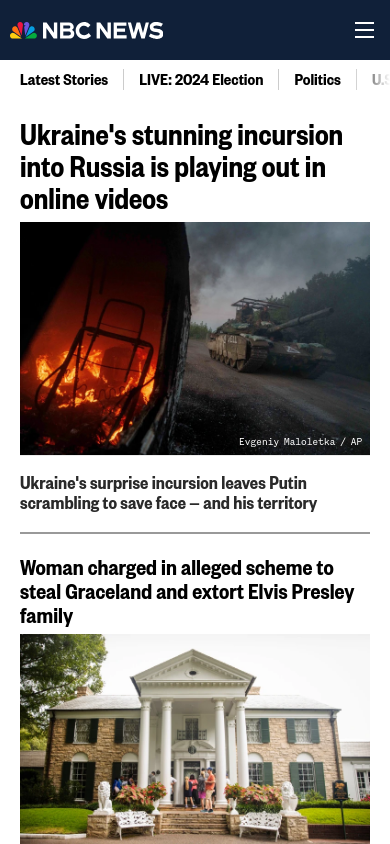 NBC NEWS
Latest Stories
LIVE: 2024 Election
Politics
U.S
Ukraine's stunning incursion
into Russia is playing out in
online videos
Evgeniy Maloletka / AP
Ukraine's surprise incursion leaves Putin
scrambling to save face – and his territory
Woman charged in alleged scheme to
steal Graceland and extort Elvis Presley
family